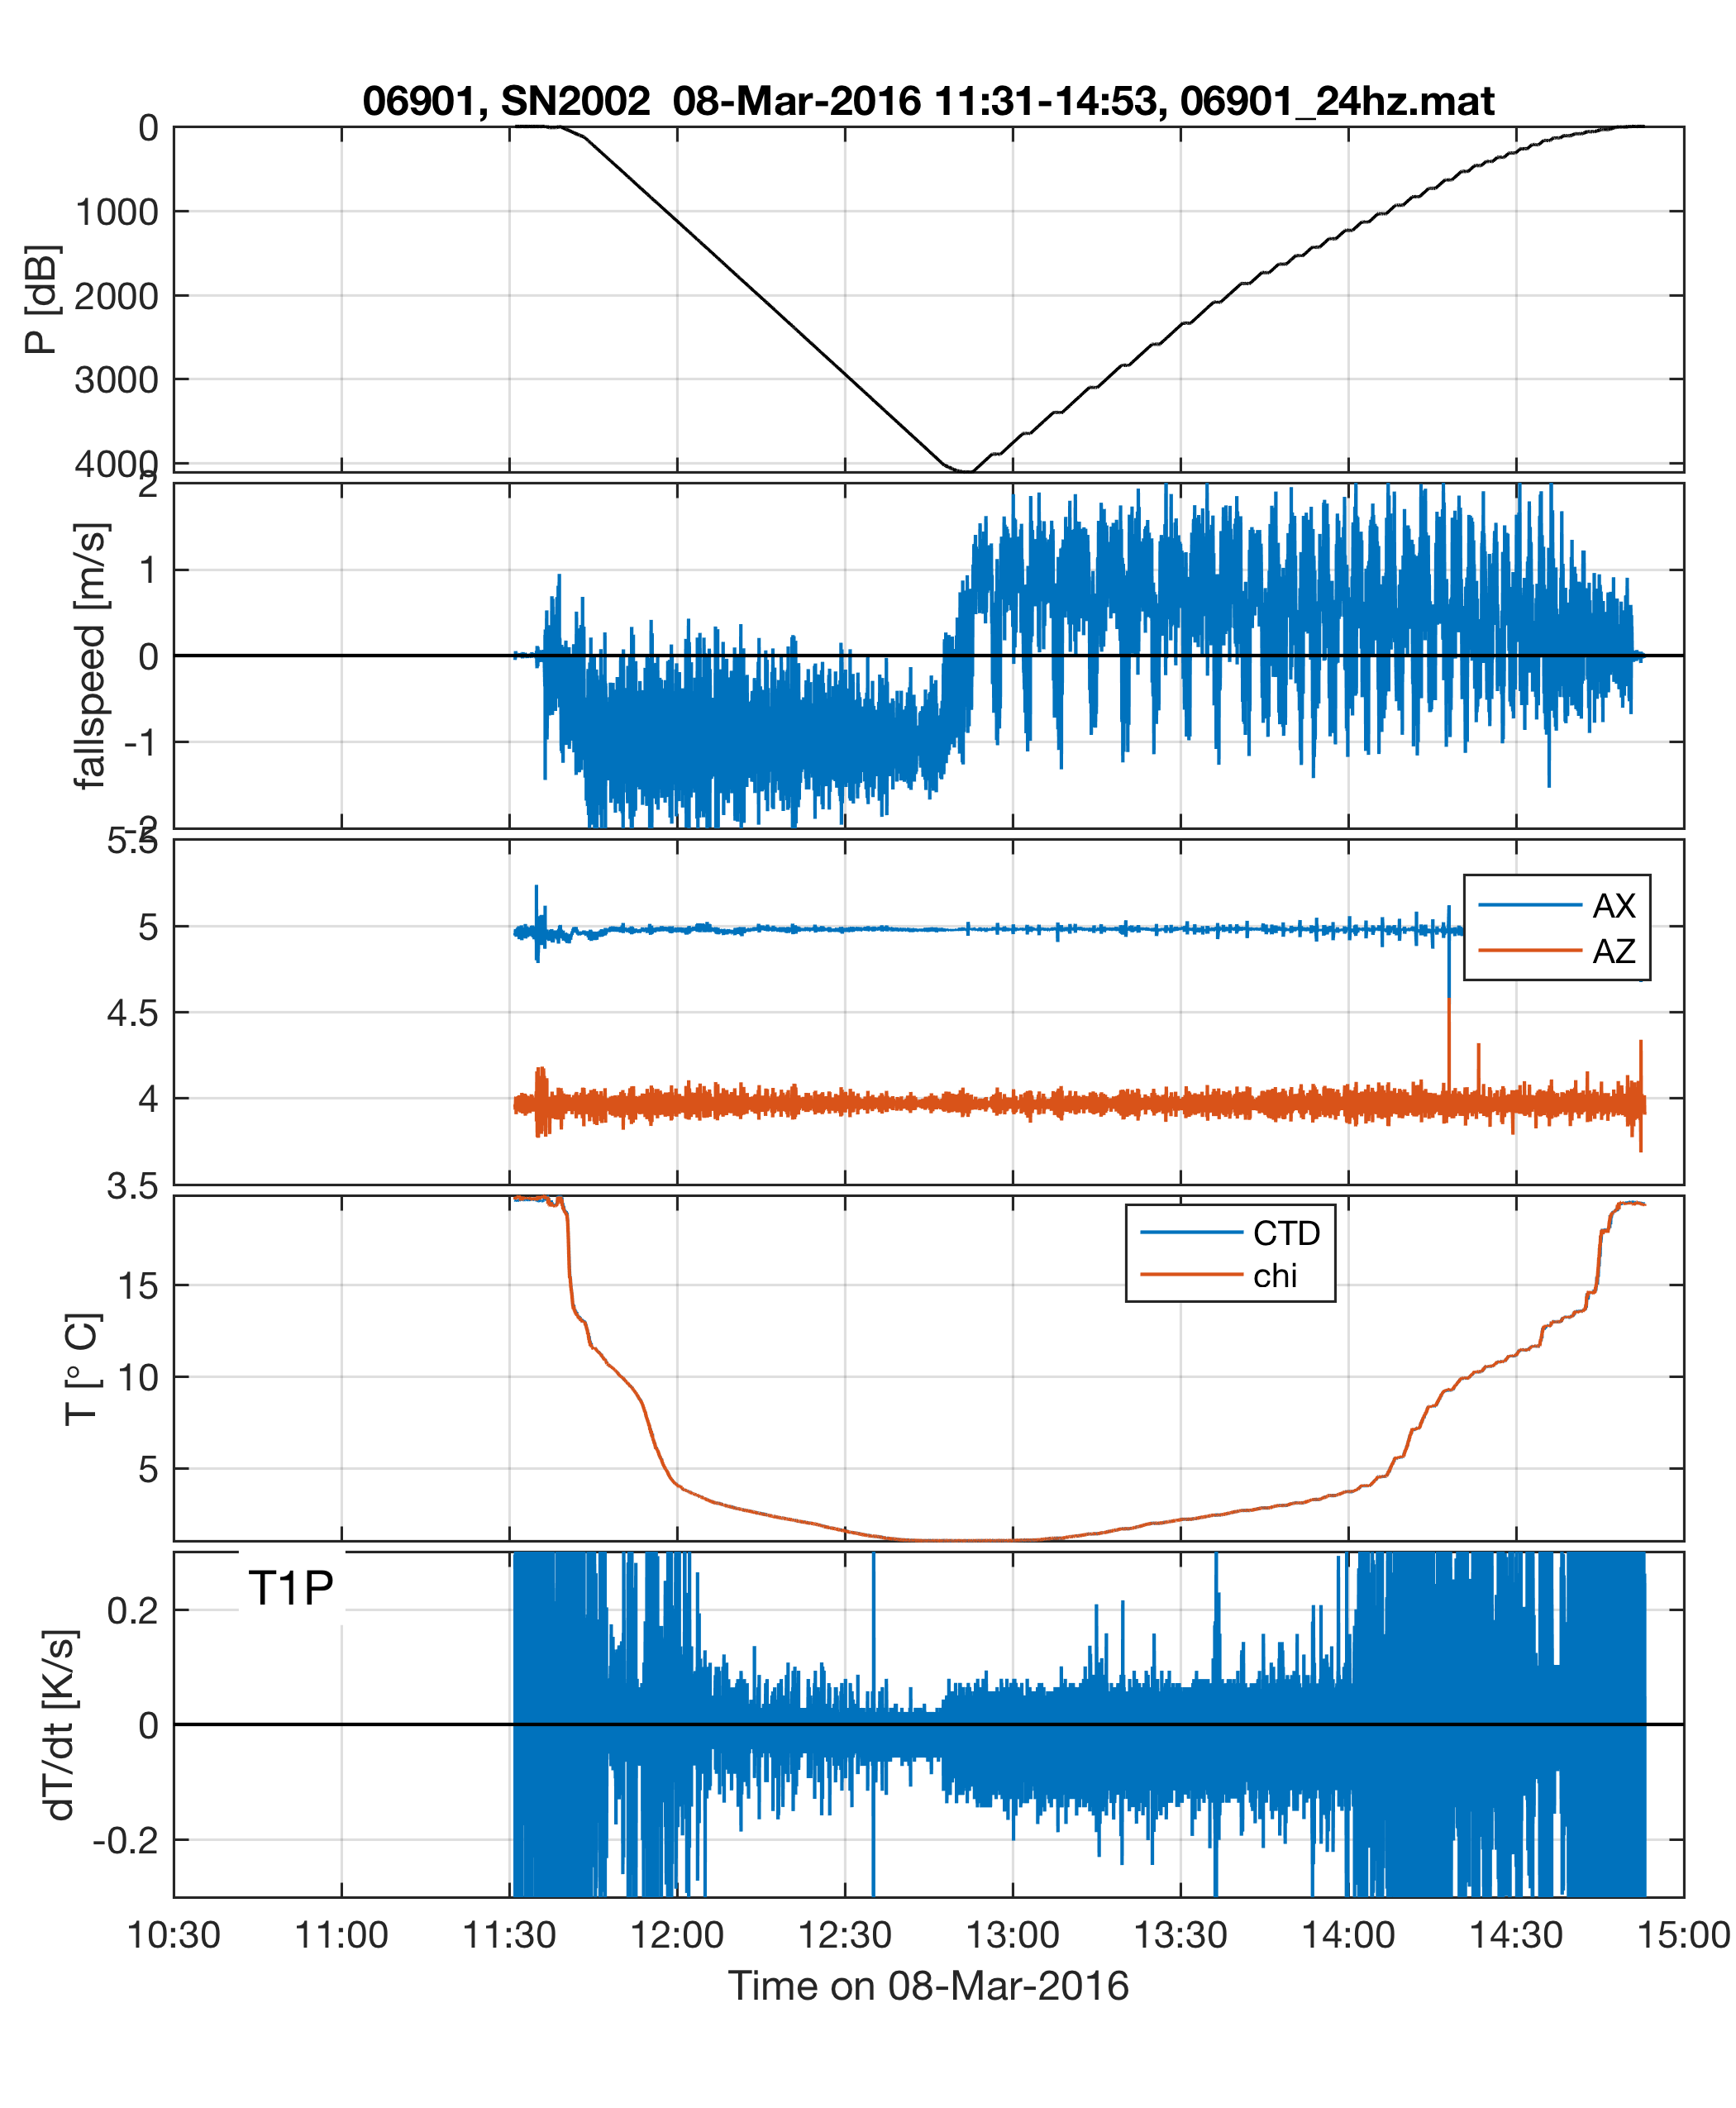 06901, SN2002  08-Mar-2016 11:31-14:53, 06901_24hz.mat
0
1000
2000
3000
4000
P [dB]
2
1
0
-1
-2
fallspeed [m/s]
5.5
5
4.5
4
3.5
AX
AZ
15
10
5
T [° C]
CTD
chi
T1P
0.2
0
-0.2
dT/dt [K/s]
10:30 11:00 11:30 12:00 12:30 13:00 13:30 14:00 14:30 15:00
Time on 08-Mar-2016